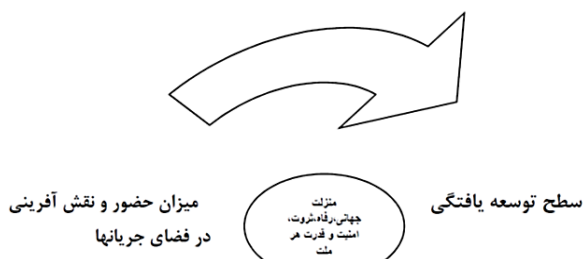 سطح توسعه یافتگی
منزلت
جهانی،رفاه،ثروت،
امنیت و قدرت هر
ملت
میزان حضور و نقش آفرینی
در فضای جریانها